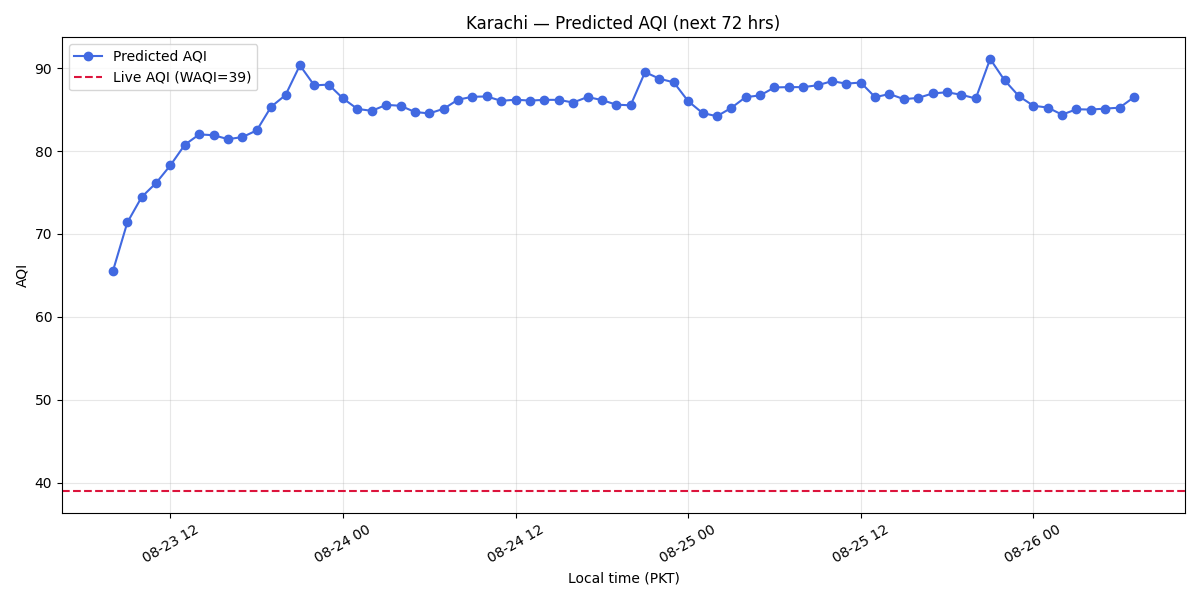 Karachi — Predicted AQI (next 72 hrs)
Predicted AQI
Live AQI (WAQI=39)
90
80
70
60
50
40
AQI
08-23 12
08-24 00
08-24 12
08-25 00
08-25 12
08-26 00
Local time (PKT)